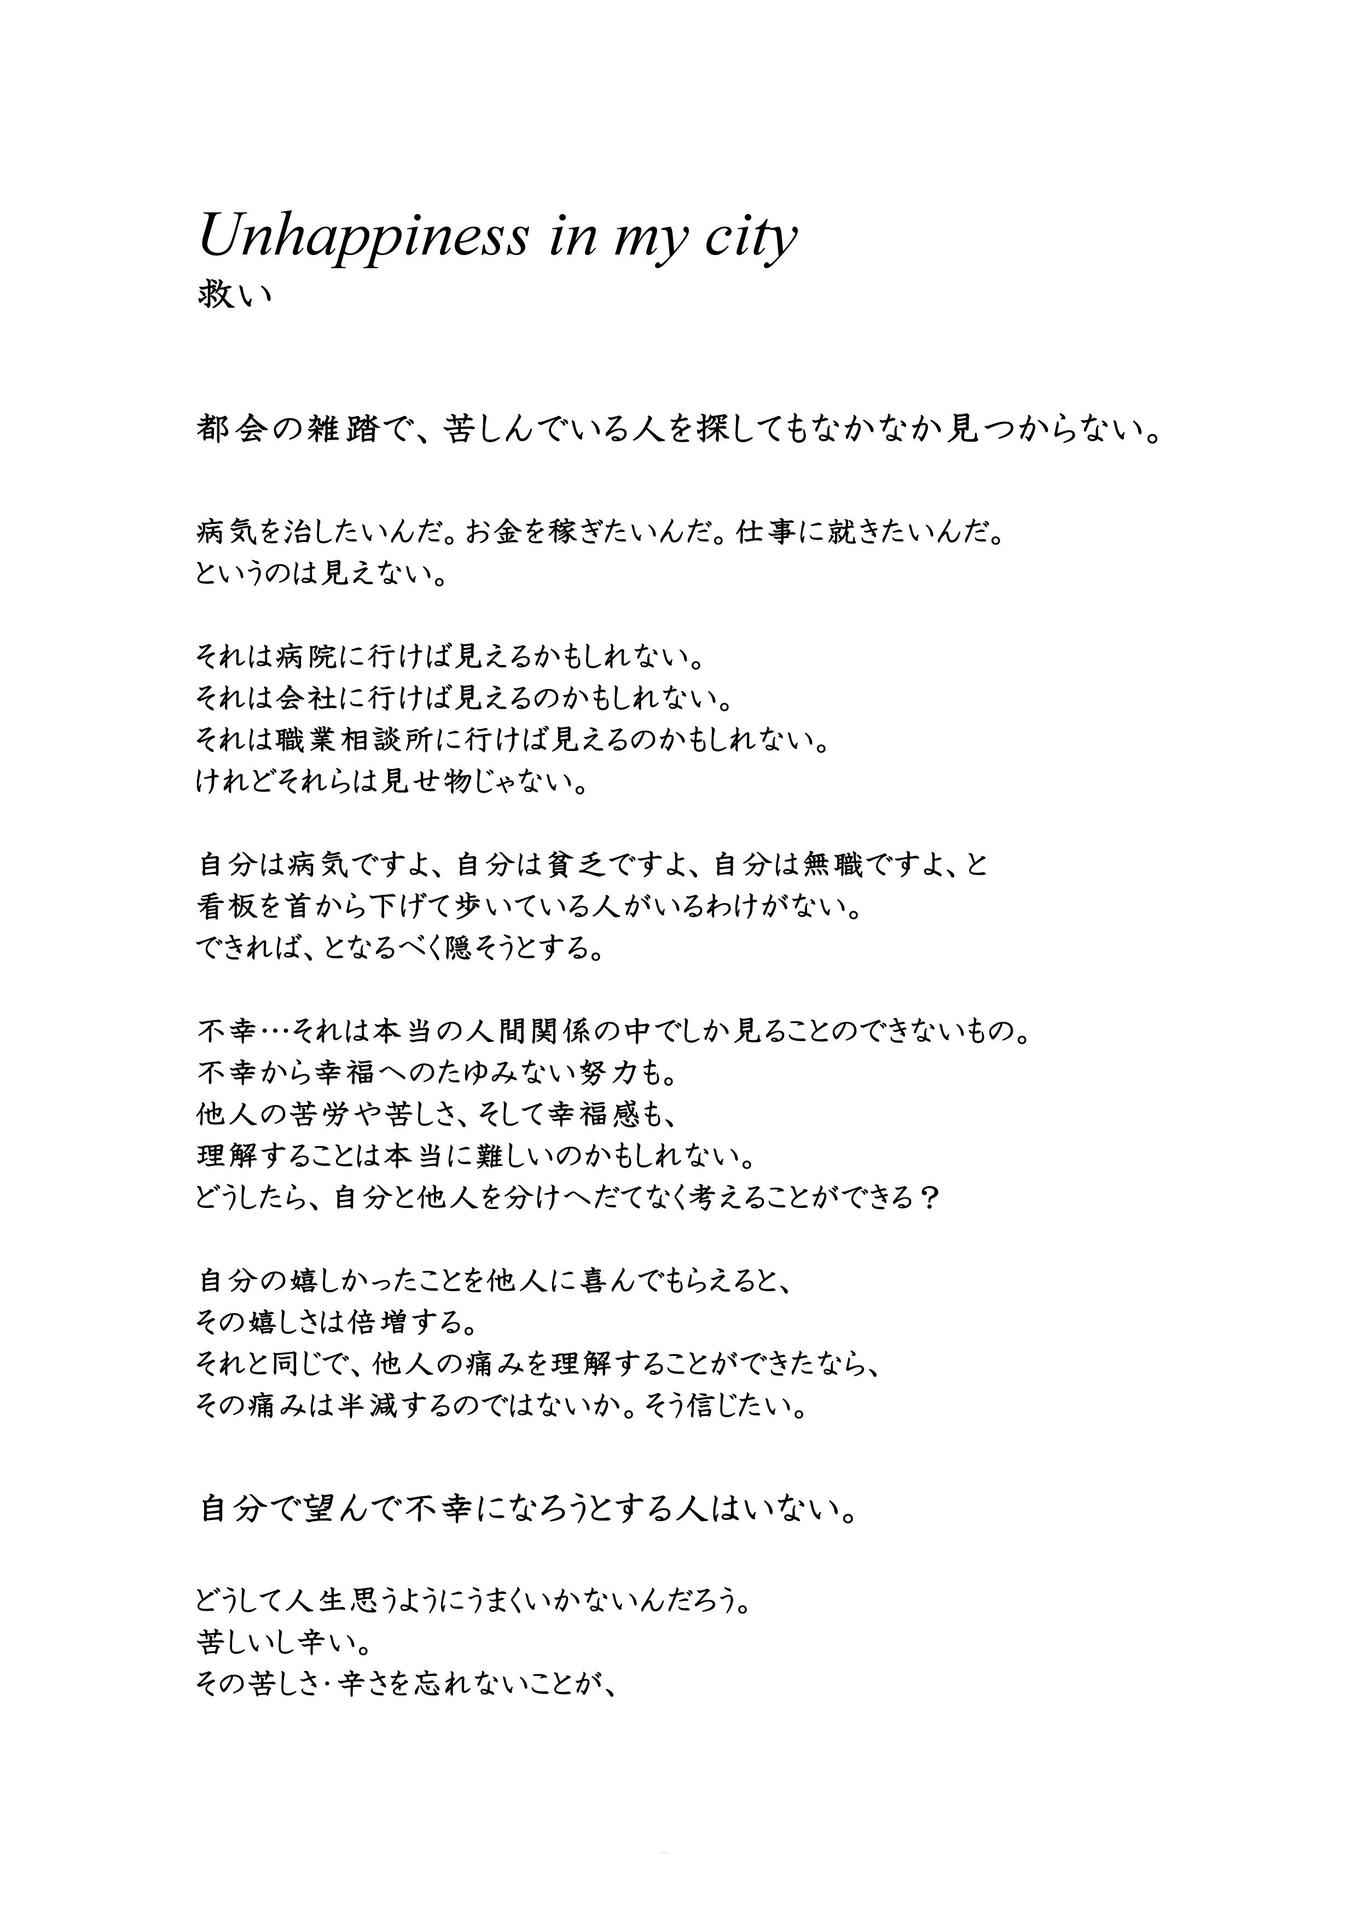 Unhappiness in my city
救い
都会の雑踏で、苦しんでいる人を探してもなかなか見つからない。
病気を治したいんだ。お金を稼ぎたいんだ。仕事に就きたいんだ。
というのは見えない。
それは病院に行けば見えるかもしれない。
それは会社に行けば見えるのかもしれない。
それは職業相談所に行けば見えるのかもしれない。
けれどそれらは見せ物じゃない。
自分は病気ですよ、自分は貧乏ですよ、自分は無職ですよ、と
看板を首から下げて歩いている人がいるわけがない。
できれば、となるべく隠そうとする。
不幸…それは本当の人間関係の中でしか見ることのできないもの。
不幸から幸福へのたゆみない努力も。
他人の苦労や苦しさ、そして幸福感も、
理解することは本当に難しいのかもしれない。
どうしたら、自分と他人を分けへだてなく考えることができる？
自分の嬉しかったことを他人に喜んでもらえると、
その嬉しさは倍増する。
それと同じで、他人の痛みを理解することができたなら、
その痛みは半減するのではないか。そう信じたい。
自分で望んで不幸になろうとする人はいない。
どうして人生思うようにうまくいかないんだろう。
苦しいし辛い。
その苦しさ・辛さを忘れないことが、